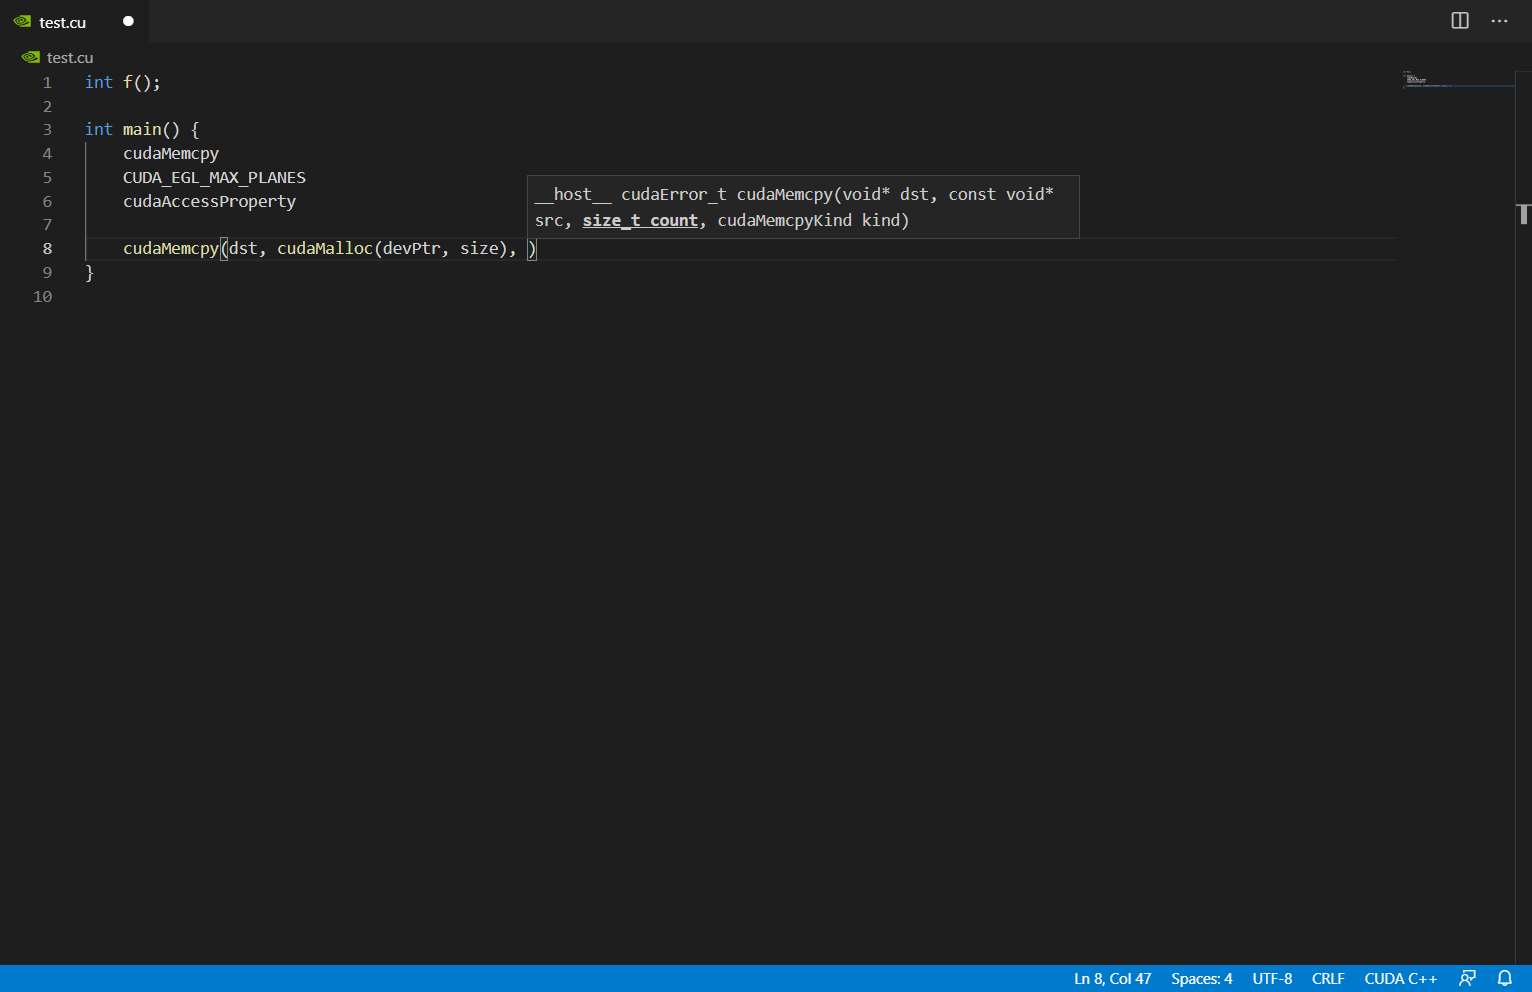 test.cu
test.cu
1 int f();
2
3 int main() {
4 cudaMemcpy
5 CUDA_EGL_MAX_PLANES
6 cudaAccessProperty
__host__ cudaError_t cudaMemcpy(void* dst, const void*
src, size_t count, cudaMemcpyKind kind)
7
8 cudaMemcpy(dst, cudaMalloc(devPtr, size), )
9 }
10
Ln 8, Col 47 Spaces: 4 UTF-8 CRLF CUDA C++